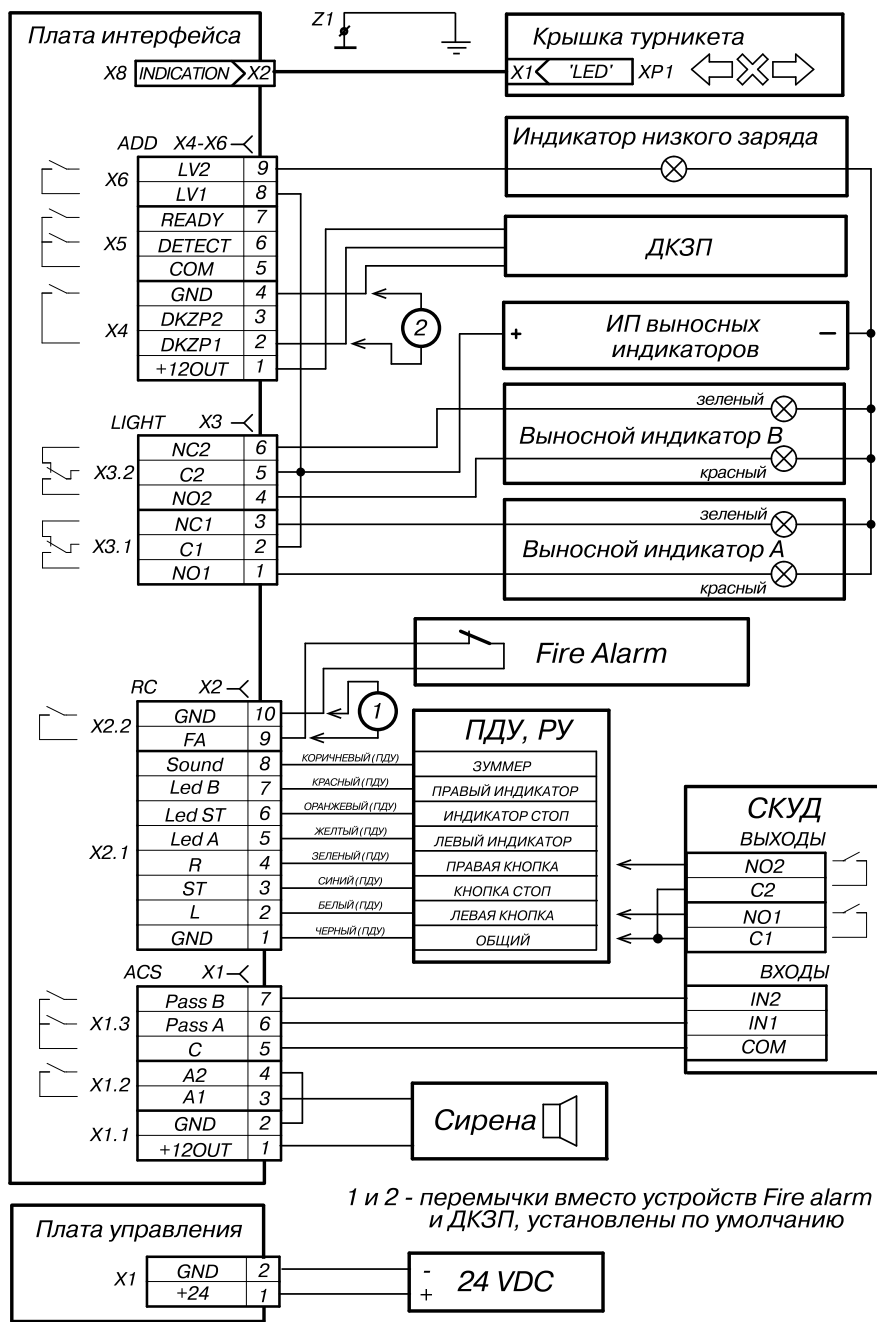 Плата интерфейса
Z1
Крышка турникета
X8 INDICATION X2
X1 'LED' XP1
ADD X4-X6
Индикатор низкого заряда
X6
LV2 9
LV1 8
X5
READY 7
DETECT 6
COM 5
ДКЗП
X4
GND 4
DKZP2 3
DKZP1 2
+12OUT 1
2
+ ИП выносных индикаторов –
LIGHT X3
X3.2
NC2 6
C2 5
NO2 4
зеленый
Выносной индикатор B
красный
X3.1
NC1 3
C1 2
NO1 1
зеленый
Выносной индикатор A
красный
Fire Alarm
RC X2
X2.2
GND 10
FA 9
1
ПДУ, РУ
X2.1
Sound 8 КОРИЧНЕВЫЙ (ПДУ) ЗУММЕР
Led B 7 КРАСНЫЙ (ПДУ) ПРАВЫЙ ИНДИКАТОР
Led ST 6 ОРАНЖЕВЫЙ (ПДУ) ИНДИКАТОР СТОП
Led A 5 ЖЕЛТЫЙ (ПДУ) ЛЕВЫЙ ИНДИКАТОР
R 4 ЗЕЛЕНЫЙ (ПДУ) ПРАВАЯ КНОПКА
ST 3 СИНИЙ (ПДУ) КНОПКА СТОП
L 2 БЕЛЫЙ (ПДУ) ЛЕВАЯ КНОПКА
GND 1 ЧЕРНЫЙ (ПДУ) ОБЩИЙ
СКУД
ВЫХОДЫ
NO2
C2
NO1
C1
ВХОДЫ
IN2
IN1
COM
ACS X1
X1.3
Pass B 7
Pass A 6
C 5
X1.2
A2 4
A1 3
X1.1
GND 2
+12OUT 1
Сирена
1 и 2 - перемычки вместо устройств Fire alarm
и ДКЗП, установлены по умолчанию
Плата управления
X1
GND 2
+24 1
-
+
24 VDC